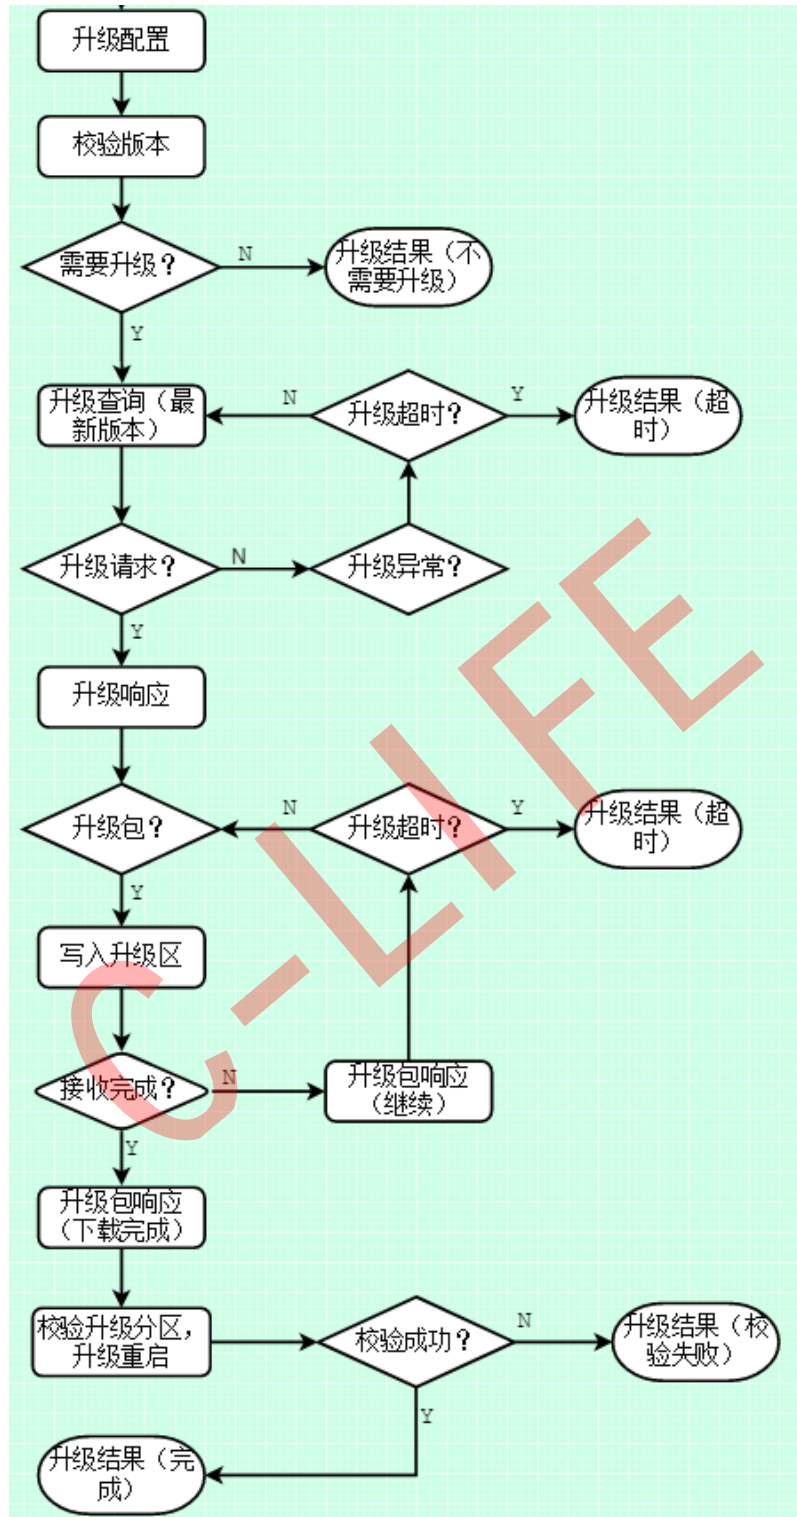 升级配置
校验版本
需要升级？
N
升级结果（不
需要升级）
Y
升级查询（最
新版本）
N
升级超时？
Y
升级结果（超
时）
升级请求？
N
升级异常？
Y
升级响应
升级包？
N
升级超时？
Y
升级结果（超
时）
Y
写入升级区
接收完成？
N
升级包响应
（继续）
Y
升级包响应
（下载完成）
校验升级分区，
升级重启
校验成功？
N
升级结果（校
验失败）
Y
升级结果（完
成）
C-LIFE